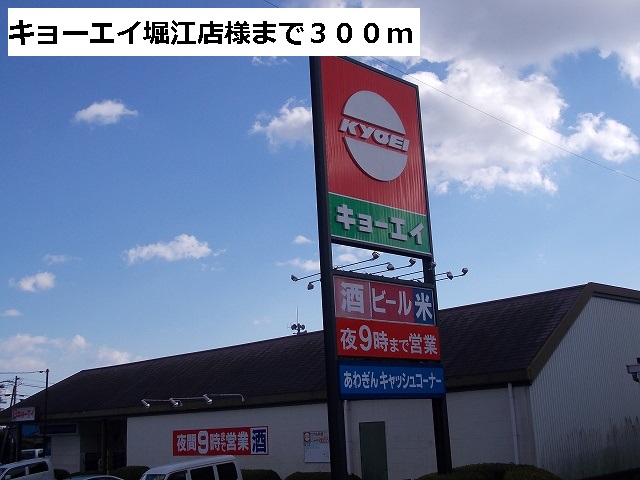 キョーエイ堀江店様まで３００ｍ
KYOEI
キョーエイ
酒 ビール 米
夜9時まで営業
あわぎん キャッシュコーナー
夜間9時まで営業 酒